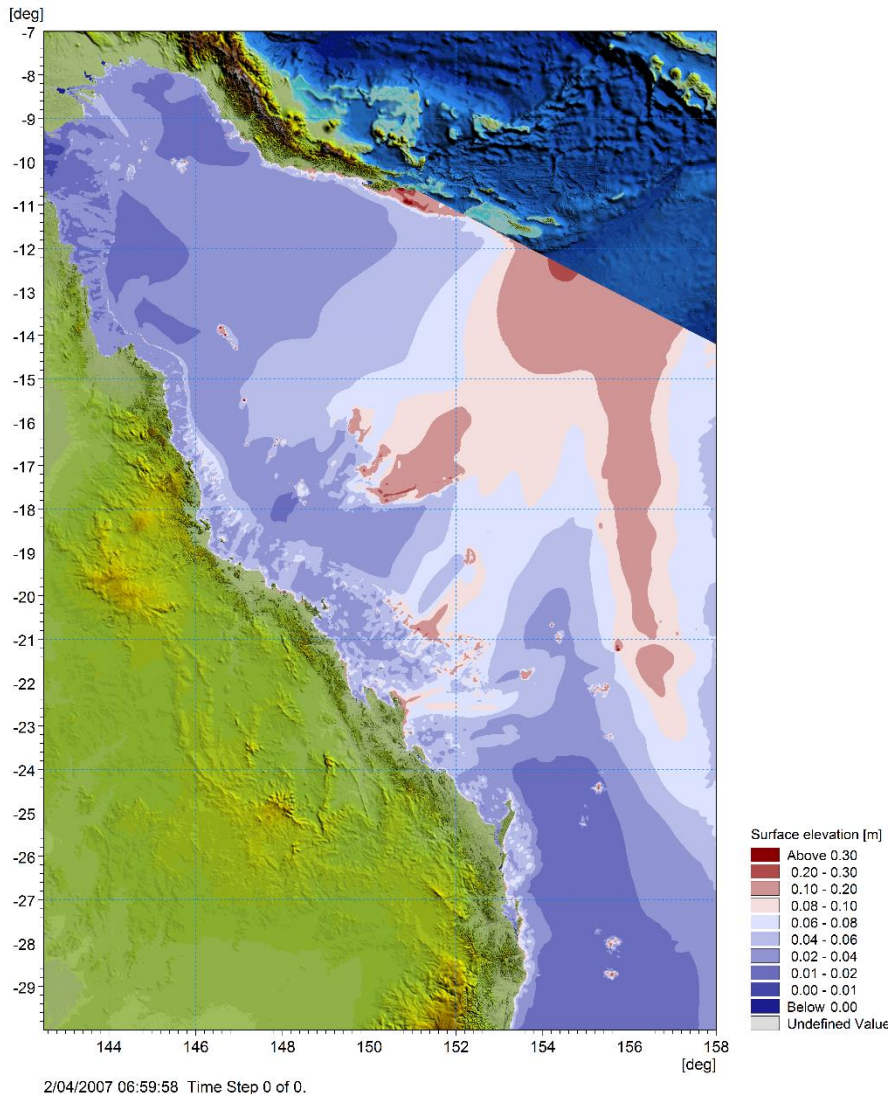 [deg]
-7
-8
-9
-10
-11
-12
-13
-14
-15
-16
-17
-18
-19
-20
-21
-22
-23
-24
-25
-26
-27
-28
-29
144 146 148 150 152 154 156 158
[deg]
2/04/2007 06:59:58 Time Step 0 of 0.
Surface elevation [m]
Above 0.30
0.20 - 0.30
0.10 - 0.20
0.08 - 0.10
0.06 - 0.08
0.04 - 0.06
0.02 - 0.04
0.01 - 0.02
0.00 - 0.01
Below 0.00
Undefined Value